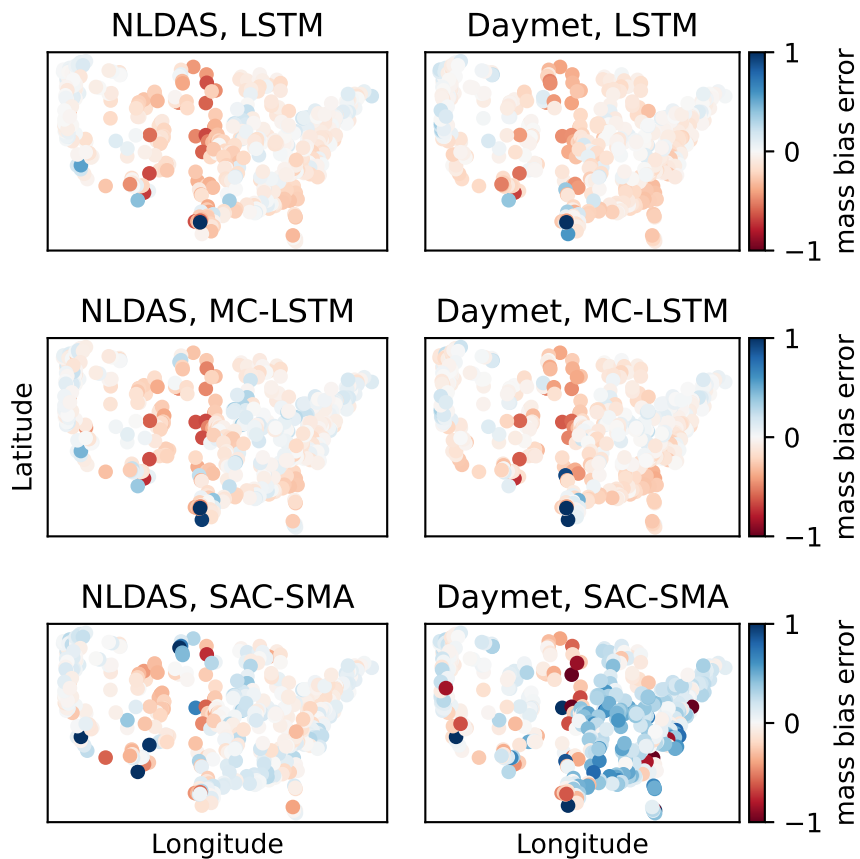 NLDAS, LSTM
Daymet, LSTM
1
0
−1
mass bias error
NLDAS, MC-LSTM
Daymet, MC-LSTM
Latitude
1
0
−1
mass bias error
NLDAS, SAC-SMA
Daymet, SAC-SMA
1
0
−1
mass bias error
Longitude
Longitude